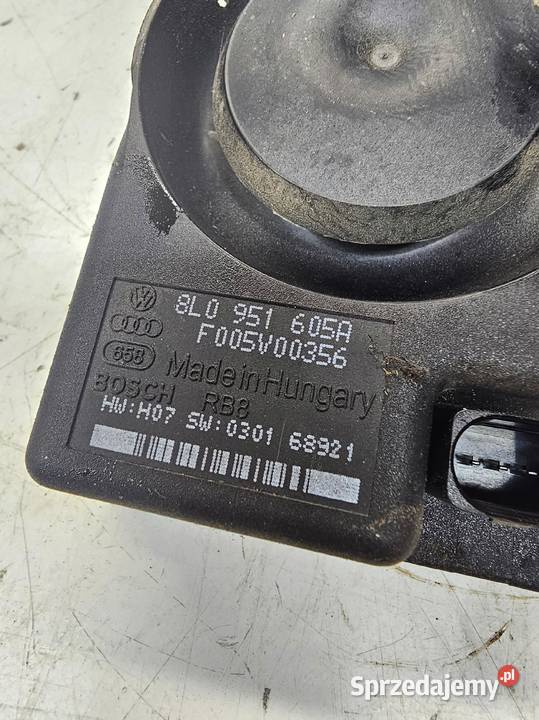 8L0 951 605A
F005V00356
658 Made in Hungary
BOSCH RB8
HW:H07 SW:0301 68921
Sprzedajemy.pl